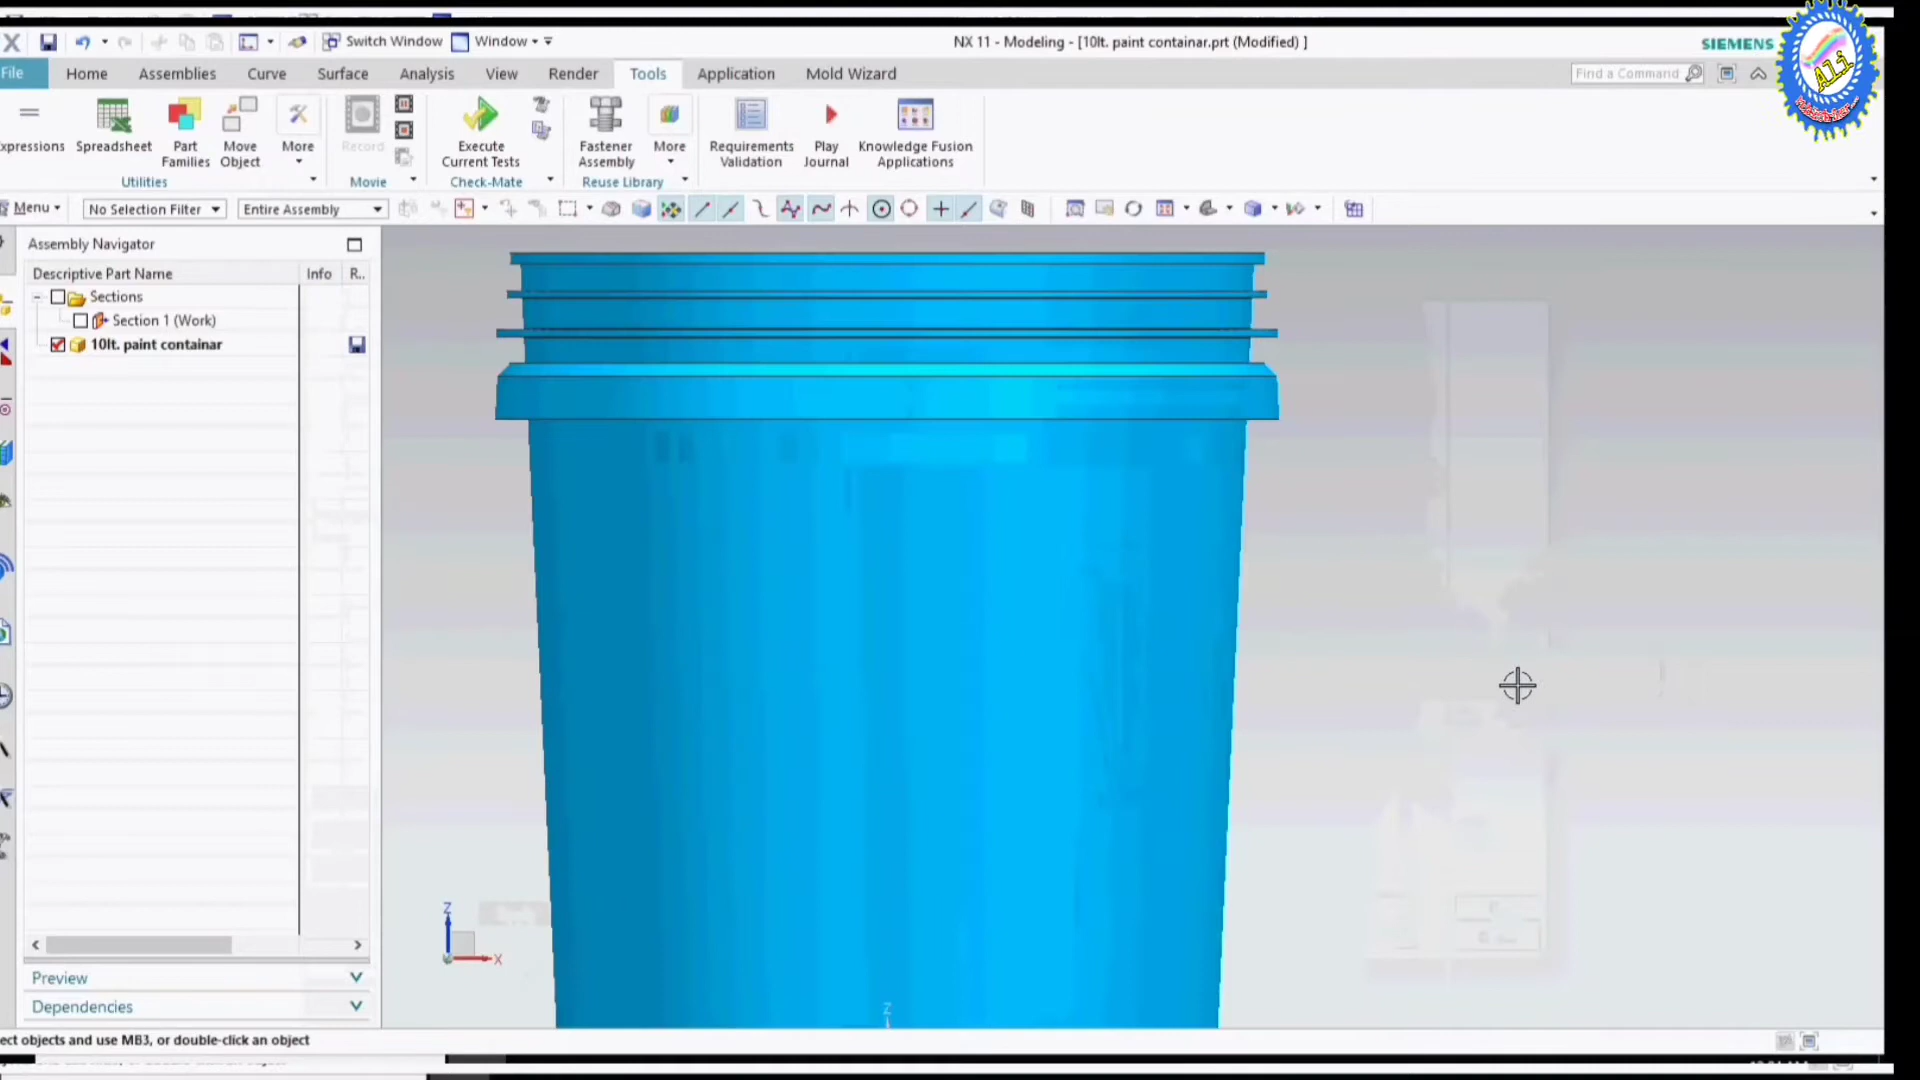 Switch Window Window NX 11 - Modeling - [10lt. paint containar.prt (Modified) ] SIEMENS
File Home Assemblies Curve Surface Analysis View Render Tools Application Mold Wizard Find a Command
xpressions Spreadsheet Part Families Move Object More Record Execute Current Tests Fastener Assembly More Requirements Validation Play Journal Knowledge Fusion Applications
Utilities Movie Check-Mate Reuse Library
Menu No Selection Filter Entire Assembly
Assembly Navigator
Descriptive Part Name Info R..
Sections
Section 1 (Work)
10lt. paint containar
Z
X
Z
Preview
Dependencies
ect objects and use MB3, or double-click an object
ALi